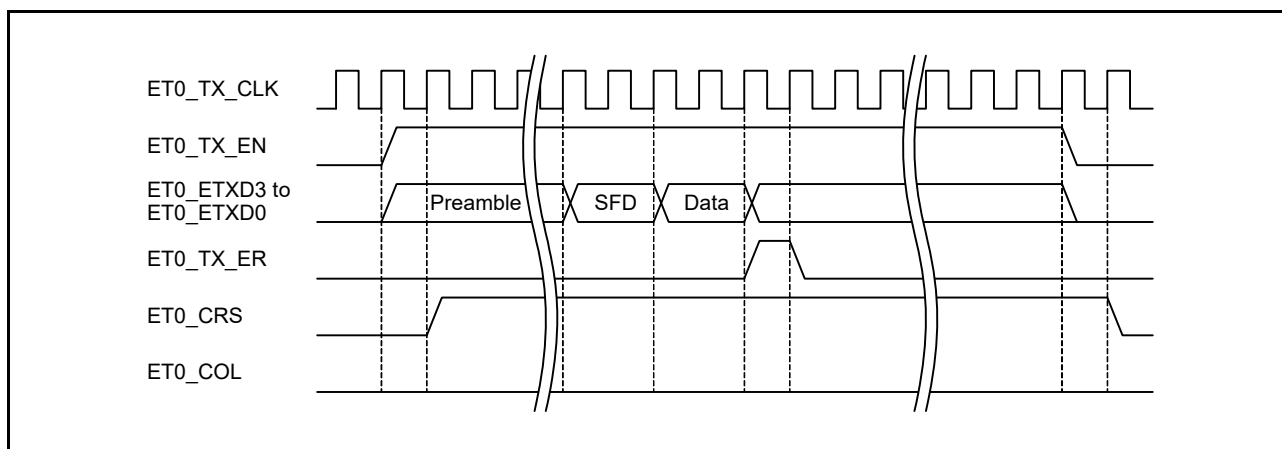 ET0_TX_CLK
ET0_TX_EN
ET0_ETXD3 to
ET0_ETXD0
Preamble
SFD
Data
ET0_TX_ER
ET0_CRS
ET0_COL